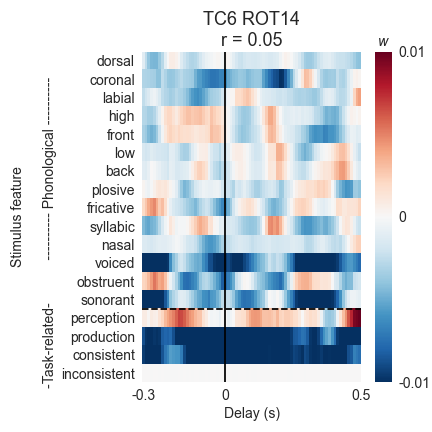 TC6 ROT14
r = 0.05
w
dorsal
coronal
labial
high
front
low
back
plosive
fricative
syllabic
nasal
voiced
obstruent
sonorant
perception
production
consistent
inconsistent
Stimulus feature
---------- Phonological ----------
-Task-related-
0.01
0
-0.01
-0.3
0
0.5
Delay (s)